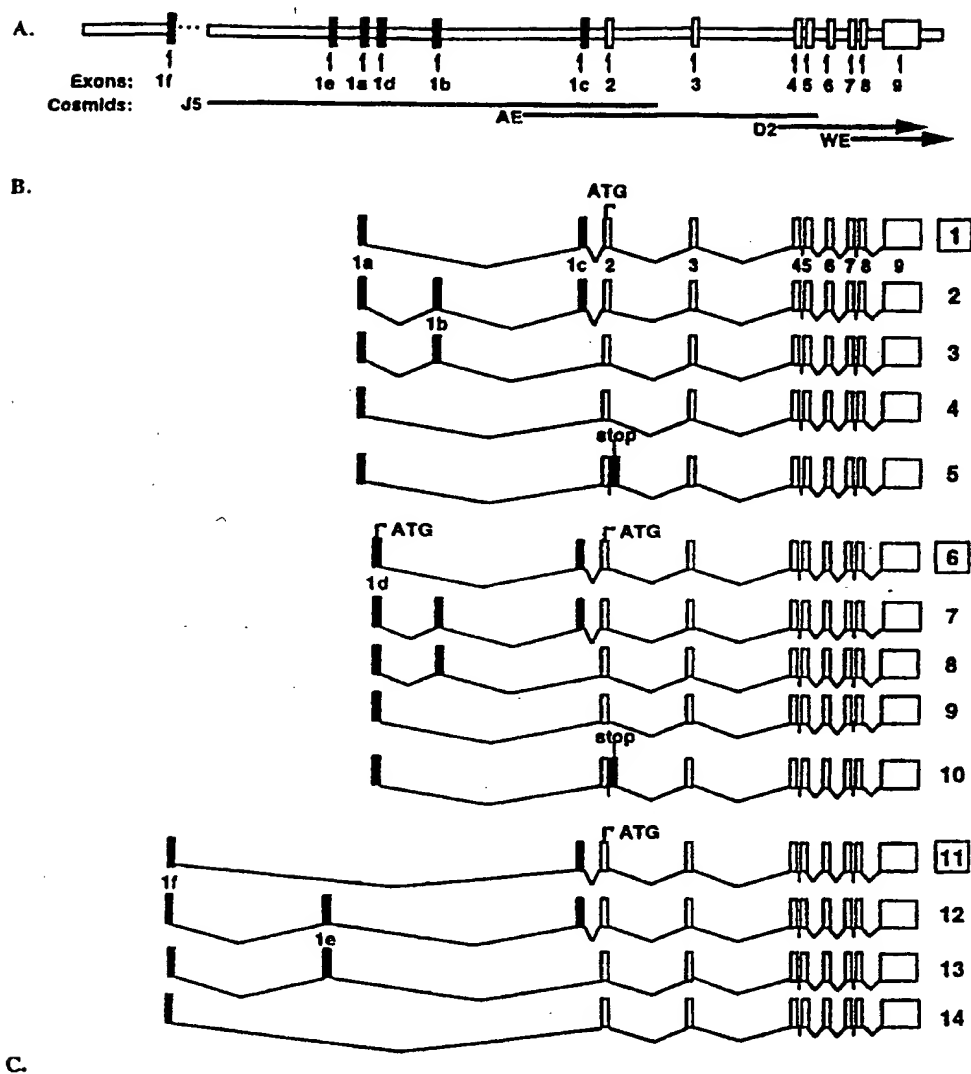 A.
1f 1e 1a 1d 1b 1c 2 3 4 5 6 7 8 9
Exons:
Cosmids: J5
AE
D2
WE
B.
ATG
1
1a 1c 2 3 45 6 7 8 9
2
1b
3
4
stop
5
ATG ATG
6
1d
7
8
9
stop
10
ATG
11
1f
12
1e
13
14
C.